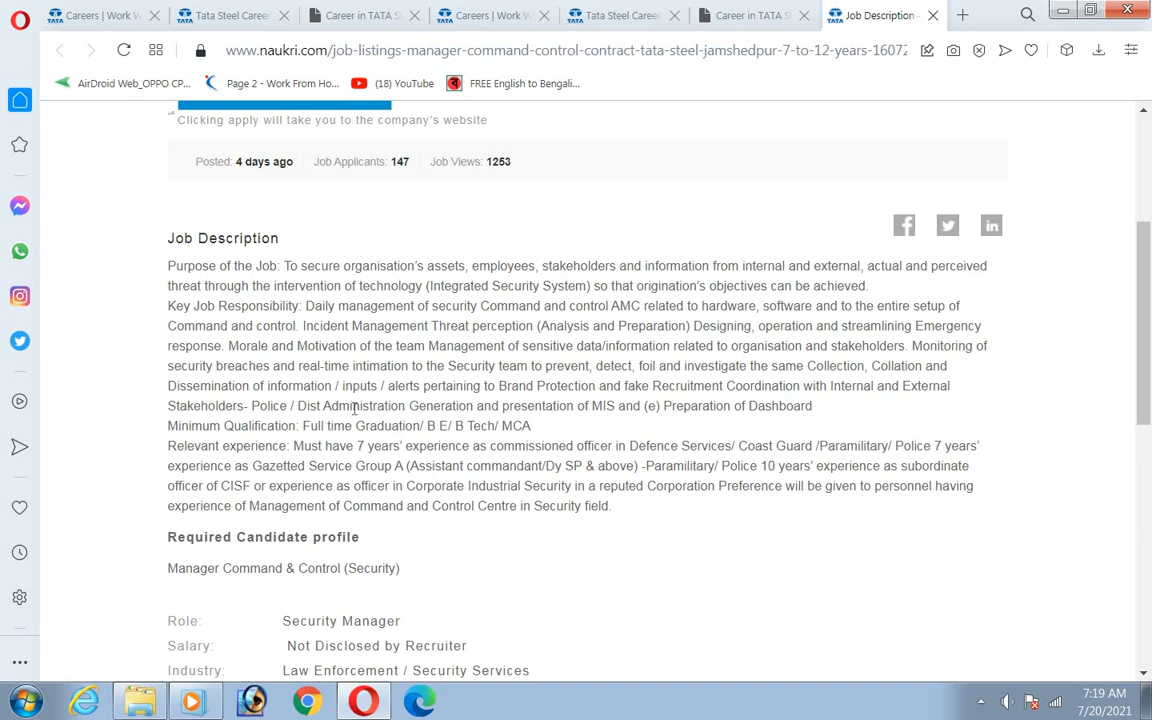 Careers | Work W
Tata Steel Caree
Career in TATA S
Careers | Work W
Tata Steel Career
Career in TATA S
Job Description -
www.naukri.com/job-listings-manager-command-control-contract-tata-steel-jamshedpur-7-to-12-years-16072
AirDroid Web_OPPO CP...
Page 2 - Work From Ho...
(18) YouTube
FREE English to Bengali...
Clicking apply will take you to the company's website
Posted: 4 days ago
Job Applicants: 147
Job Views: 1253
Job Description
Purpose of the Job: To secure organisation's assets, employees, stakeholders and information from internal and external, actual and perceived
threat through the intervention of technology (Integrated Security System) so that origination's objectives can be achieved.
Key Job Responsibility: Daily management of security Command and control AMC related to hardware, software and to the entire setup of
Command and control. Incident Management Threat perception (Analysis and Preparation) Designing, operation and streamlining Emergency
response. Morale and Motivation of the team Management of sensitive data/information related to organisation and stakeholders. Monitoring of
security breaches and real-time intimation to the Security team to prevent, detect, foil and investigate the same Collection, Collation and
Dissemination of information / inputs / alerts pertaining to Brand Protection and fake Recruitment Coordination with Internal and External
Stakeholders- Police / Dist Administration Generation and presentation of MIS and (e) Preparation of Dashboard
Minimum Qualification: Full time Graduation/ B E/ B Tech/ MCA
Relevant experience: Must have 7 years' experience as commissioned officer in Defence Services/ Coast Guard /Paramilitary/ Police 7 years'
experience as Gazetted Service Group A (Assistant commandant/Dy SP & above) -Paramilitary/ Police 10 years' experience as subordinate
officer of CISF or experience as officer in Corporate Industrial Security in a reputed Corporation Preference will be given to personnel having
experience of Management of Command and Control Centre in Security field.
Required Candidate profile
Manager Command & Control (Security)
Role: Security Manager
Salary: Not Disclosed by Recruiter
Industry: Law Enforcement / Security Services
7:19 AM
7/20/2021